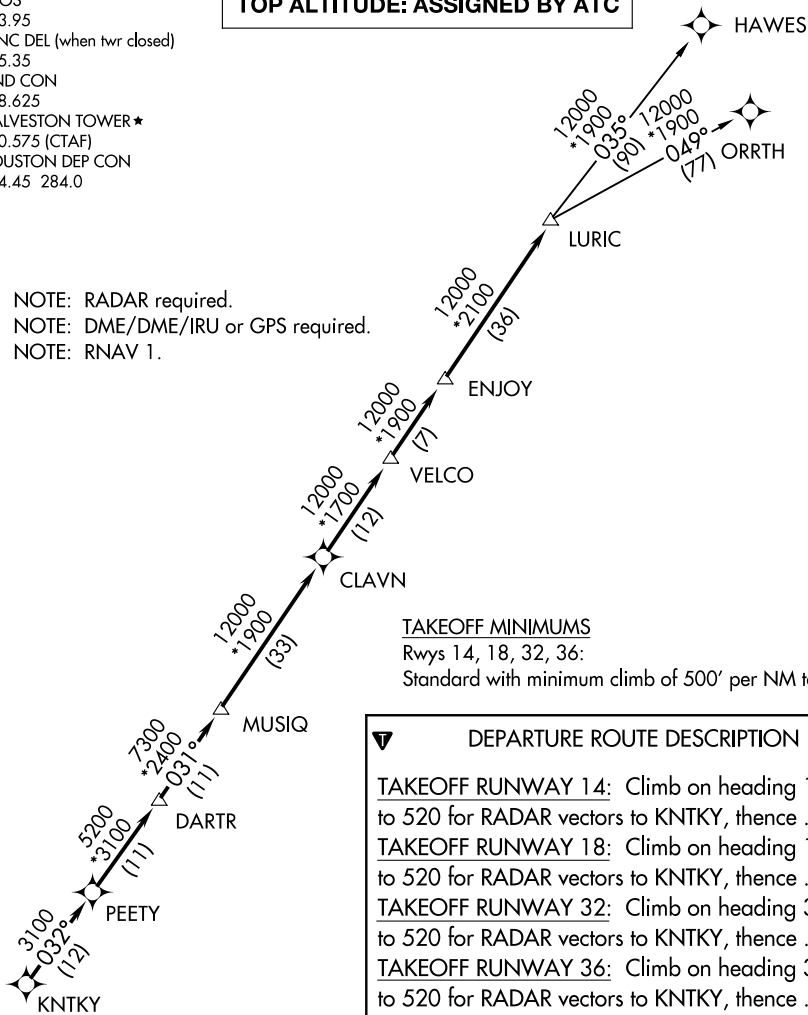 TOP ALTITUDE: ASSIGNED BY ATC
3.95
(when twr closed)
5.35
CON
8.625
TOWER★
0.575 (CTAF)
DEP CON
4.45 284.0
HAWES
12000
*1900
035°
(90)
12000
*1900
049°
(77)
ORRTH
LURIC
NOTE: RADAR required.
NOTE: DME/DME/IRU or GPS required.
NOTE: RNAV 1.
12000
*2100
(36)
ENJOY
12000
*1900
(7)
VELCO
12000
*1700
(12)
CLAVN
12000
*1900
(33)
MUSIQ
TAKEOFF MINIMUMS
Rwys 14, 18, 32, 36:
Standard with minimum climb of 500' per NM
7300
*2400
031°
(11)
DARTR
5200
*3100
(11)
PEETY
3100
032°
(12)
KNTKY
T DEPARTURE ROUTE DESCRIPTION
TAKEOFF RUNWAY 14: Climb on heading
to 520 for RADAR vectors to KNTKY, thence .
TAKEOFF RUNWAY 18: Climb on heading
to 520 for RADAR vectors to KNTKY, thence .
TAKEOFF RUNWAY 32: Climb on heading
to 520 for RADAR vectors to KNTKY, thence .
TAKEOFF RUNWAY 36: Climb on heading
to 520 for RADAR vectors to KNTKY, thence .